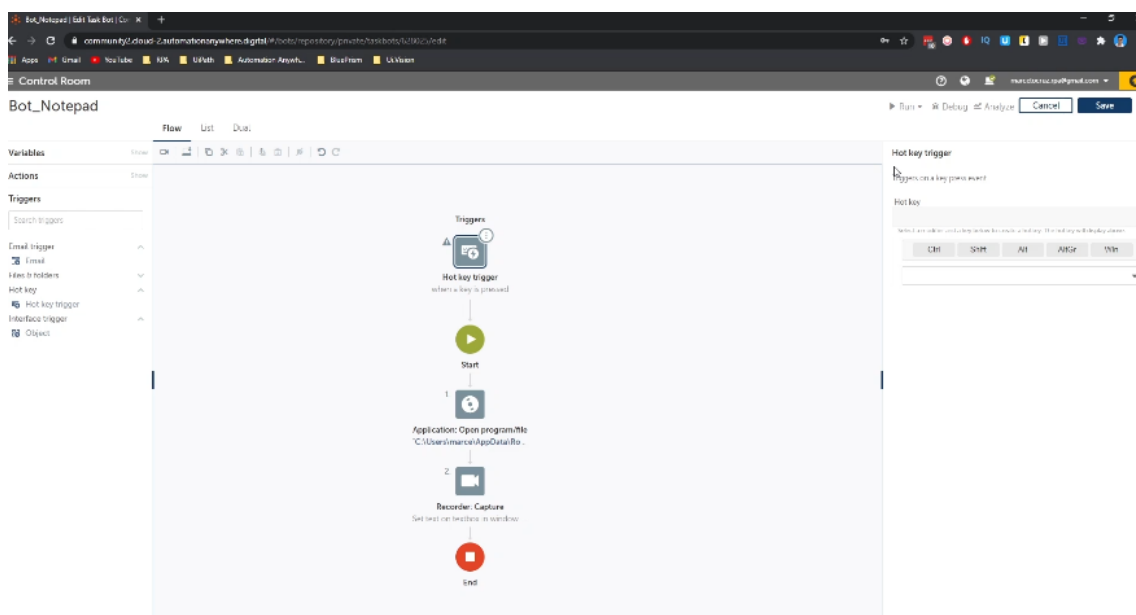 Bot_Notepad | Edit Task Bot | Co
community2.cloud-2.automationanywhere.digital/#/bots/repository/private/taskbots/
Apps Gmail YouTube RPA UiPath Automation Anywh... BluePrism UI.Vision
Control Room
Bot_Notepad
Run Debug Analyze Cancel Save
Flow List Dual
Variables Show
Actions Show
Triggers
Search triggers
Email trigger
Email
Files & folders
Hot key
Hot key trigger
Interface trigger
Object
Triggers
Hot key trigger
when a key is pressed
Start
1
Application: Open program/file
"C:\Users\marce\AppData\Ro...
2
Recorder: Capture
Set text on textbox in window
End
Hot key trigger
Triggers on a key press event
Hot key
Ctrl Shift Alt AltGr Win